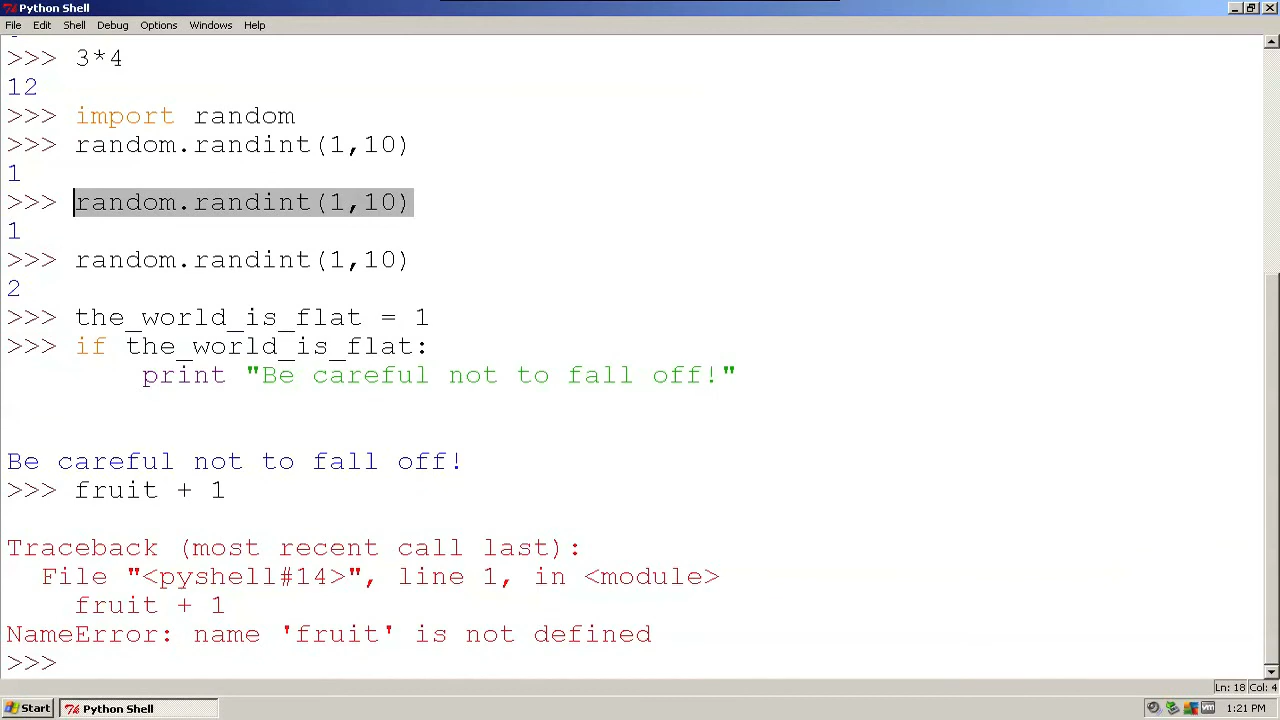 Python Shell
File Edit Shell Debug Options Windows Help
>>> 3*4
12
>>> import random
>>> random.randint(1,10)
1
>>> random.randint(1,10)
1
>>> random.randint(1,10)
2
>>> the_world_is_flat = 1
>>> if the_world_is_flat:
        print "Be careful not to fall off!"
Be careful not to fall off!
>>> fruit + 1
Traceback (most recent call last):
  File "<pyshell#14>", line 1, in <module>
    fruit + 1
NameError: name 'fruit' is not defined
>>>
Ln: 18 Col: 4
Start Python Shell 1:21 PM